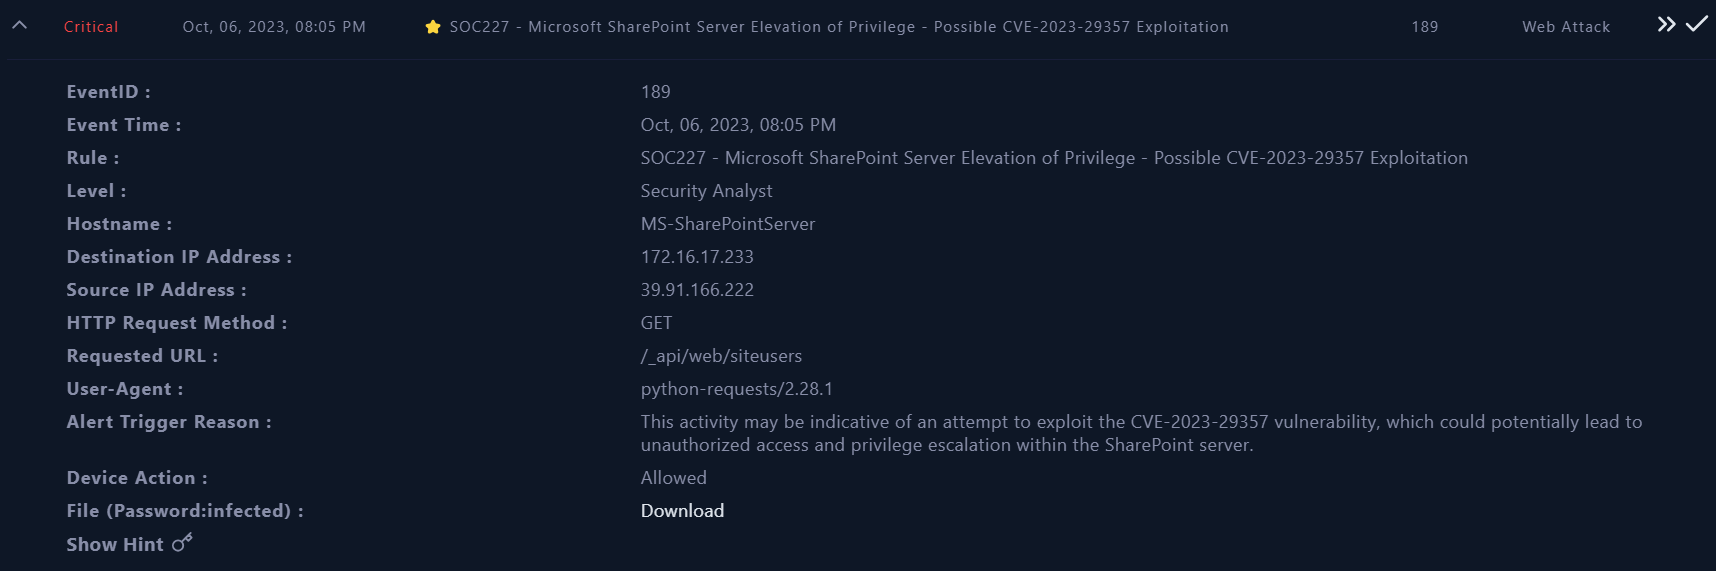 Critical Oct, 06, 2023, 08:05 PM SOC227 - Microsoft SharePoint Server Elevation of Privilege - Possible CVE-2023-29357 Exploitation 189 Web Attack
EventID : 189
Event Time : Oct, 06, 2023, 08:05 PM
Rule : SOC227 - Microsoft SharePoint Server Elevation of Privilege - Possible CVE-2023-29357 Exploitation
Level : Security Analyst
Hostname : MS-SharePointServer
Destination IP Address : 172.16.17.233
Source IP Address : 39.91.166.222
HTTP Request Method : GET
Requested URL : /_api/web/siteusers
User-Agent : python-requests/2.28.1
Alert Trigger Reason : This activity may be indicative of an attempt to exploit the CVE-2023-29357 vulnerability, which could potentially lead to
unauthorized access and privilege escalation within the SharePoint server.
Device Action : Allowed
File (Password:infected) : Download
Show Hint